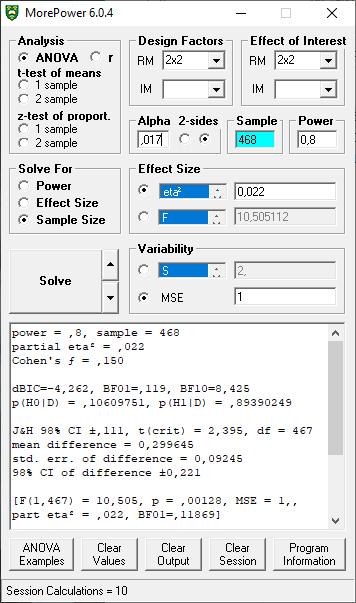 MorePower 6.0.4
Analysis
ANOVA r
t-test of means
1 sample
2 sample
z-test of proport.
1 sample
2 sample
Design Factors
RM 2x2
IM
Effect of Interest
RM 2x2
IM
Alpha 2-sides
,017
Sample
468
Power
0,8
Solve For
Power
Effect Size
Sample Size
Effect Size
eta² 0,022
F 10,505112
Solve
Variability
S 2,
MSE 1
power = ,8, sample = 468
partial eta² = ,022
Cohen's ƒ = ,150
dBIC=-4,262, BF01=,119, BF10=8,425
p(H0|D) = ,10609751, p(H1|D) = ,89390249
J&H 98% CI ±,111, t(crit) = 2,395, df = 467
mean difference = 0,299645
std. err. of difference = 0,09245
98% CI of difference ±0,221
[F(1,467) = 10,505, p = ,00128, MSE = 1,,
part eta² = ,022, BF01=,11869]
ANOVA Examples
Clear Values
Clear Output
Clear Session
Program Information
Session Calculations = 10